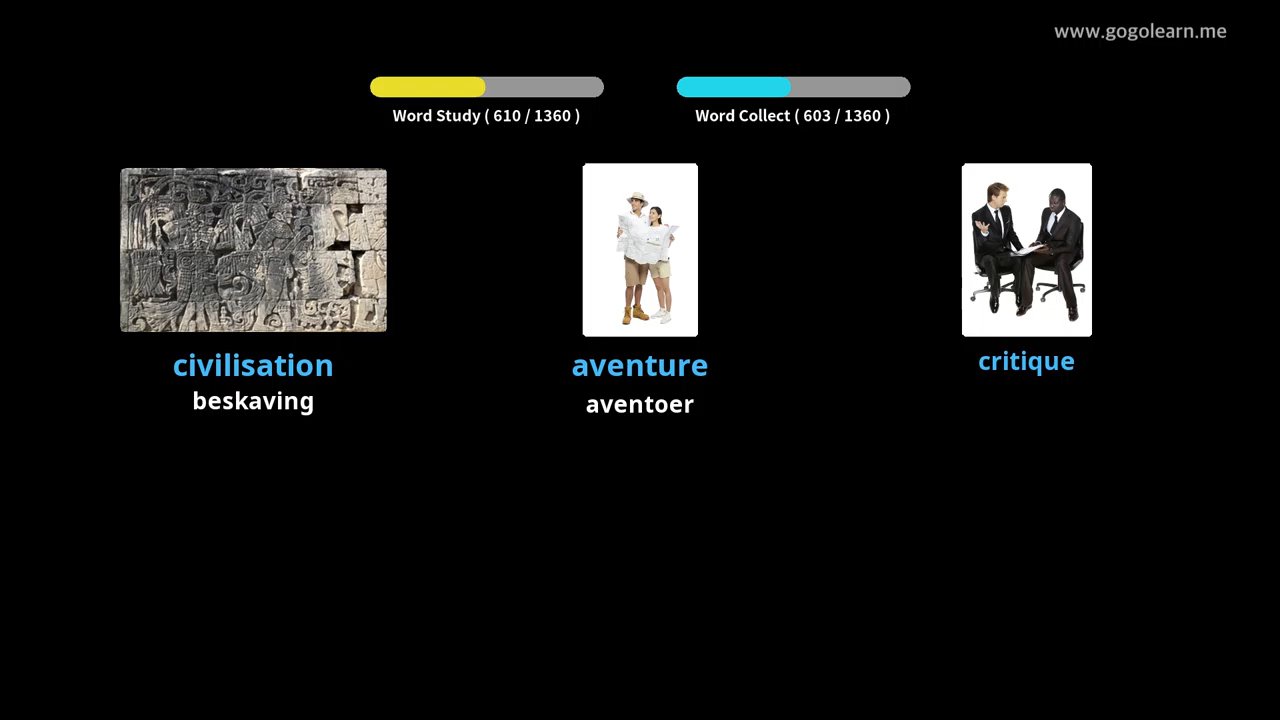 www.gogolearn.me
Word Study ( 610 / 1360 )
Word Collect ( 603 / 1360 )
civilisation
beskaving
aventure
aventoer
critique